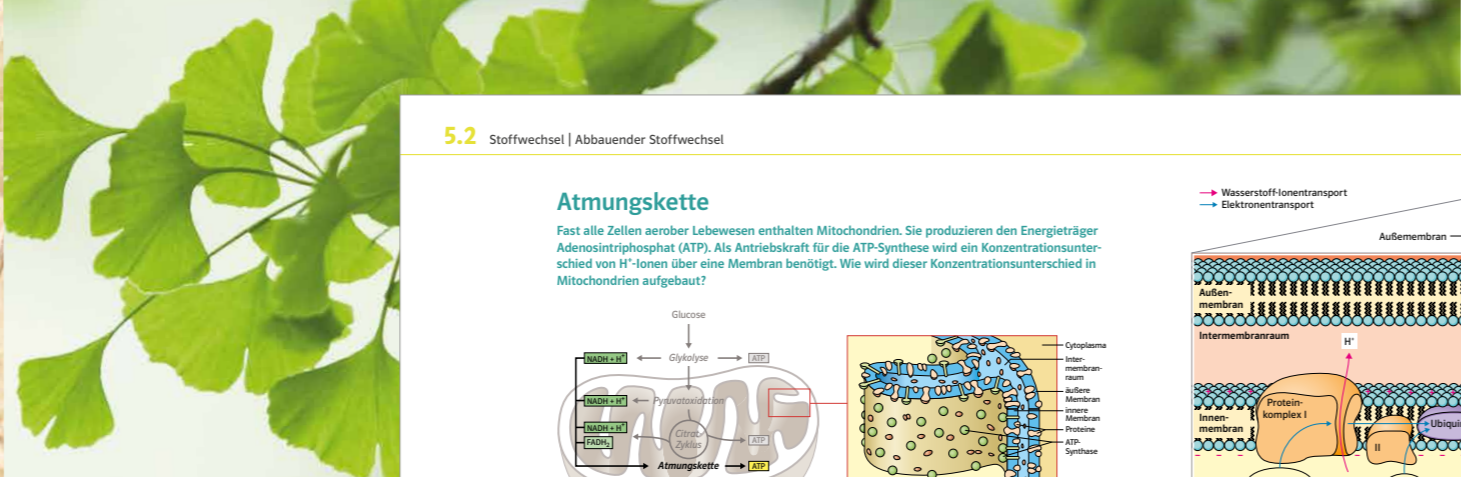 5.2 Stoffwechsel | Abbauender Stoffwechsel
Atmungskette
Fast alle Zellen aerober Lebewesen enthalten Mitochondrien. Sie produzieren den Energieträger
Adenosintriphosphat (ATP). Als Antriebskraft für die ATP-Synthese wird ein Konzentrationsunter-
schied von H⁺-Ionen über eine Membran benötigt. Wie wird dieser Konzentrationsunterschied in
Mitochondrien aufgebaut?
Glucose
NADH + H⁺
Glykolyse
ATP
NADH + H⁺
Pyruvatoxidation
NADH + H⁺
FADH₂
Citrat-
Zyklus
ATP
Atmungskette
ATP
Cytoplasma
Inter-
membran-
raum
äußere
Membran
innere
Membran
Proteine
ATP-
Synthase
Wasserstoff-Ionentransport
Elektronentransport
Außemembran
Außen-
membran
Intermembranraum
H⁺
Protein-
komplex I
Innen-
membran
II